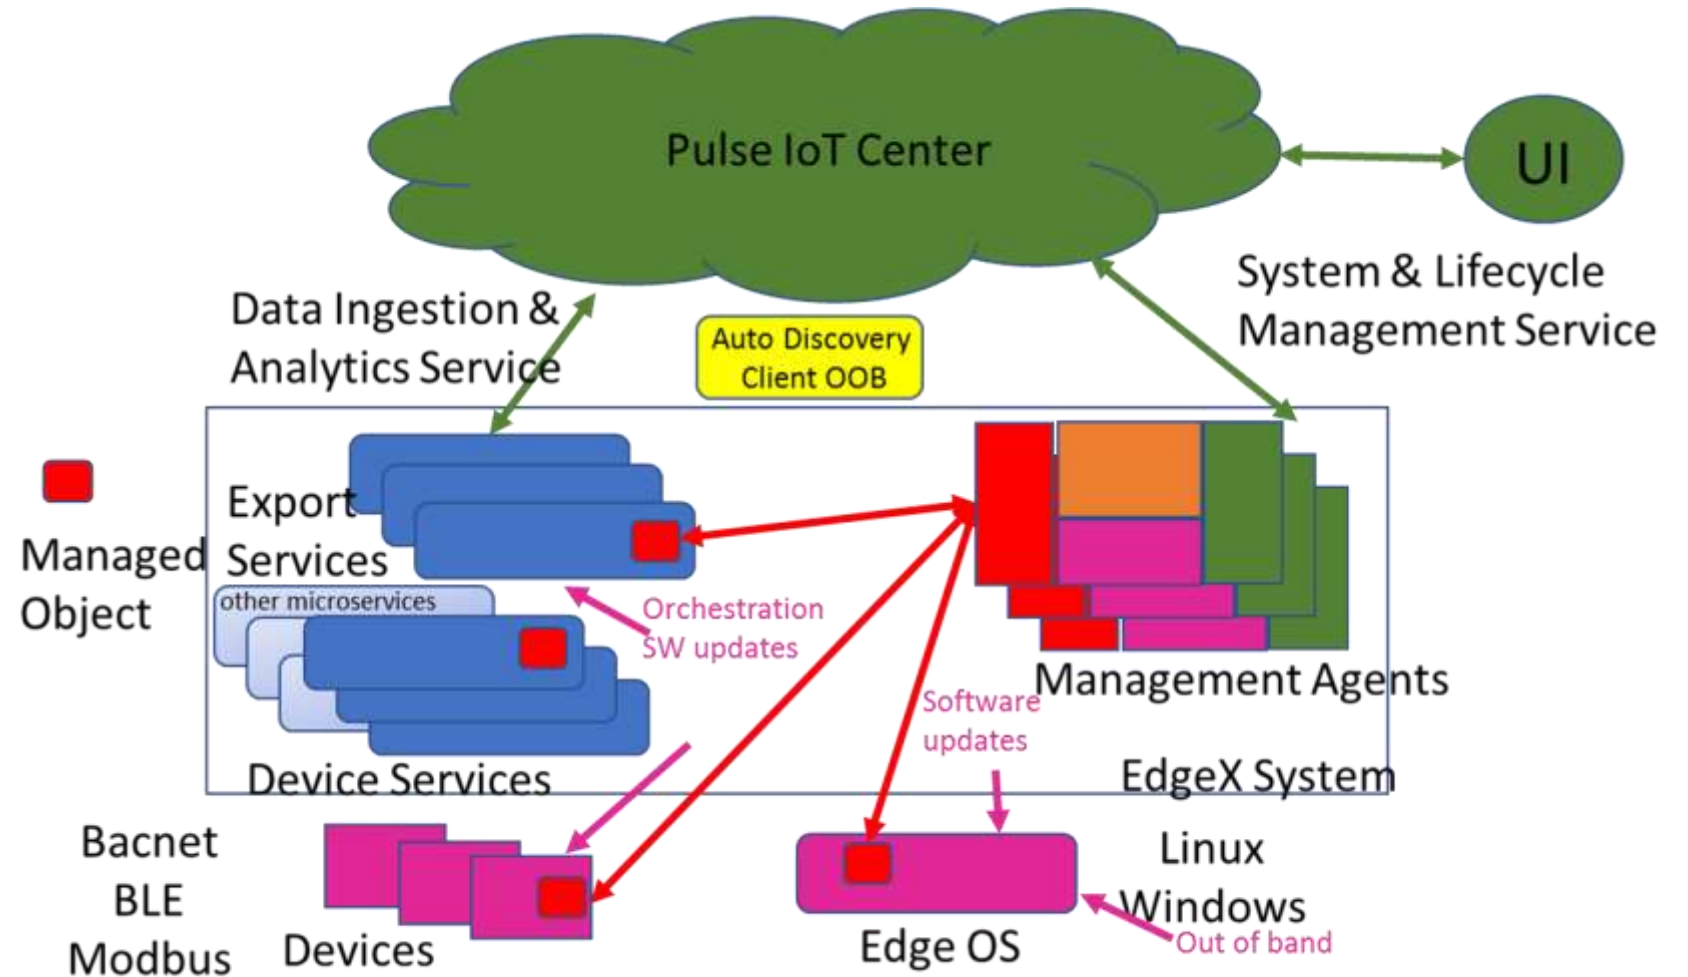 Pulse IoT Center
UI
System & Lifecycle
Management Service
Data Ingestion &
Analytics Service
Auto Discovery
Client OOB
Managed
Object
Export
Services
other microservices
Orchestration
SW updates
Device Services
Management Agents
Software
updates
EdgeX System
Bacnet
BLE
Modbus
Devices
Edge OS
Linux
Windows
Out of band